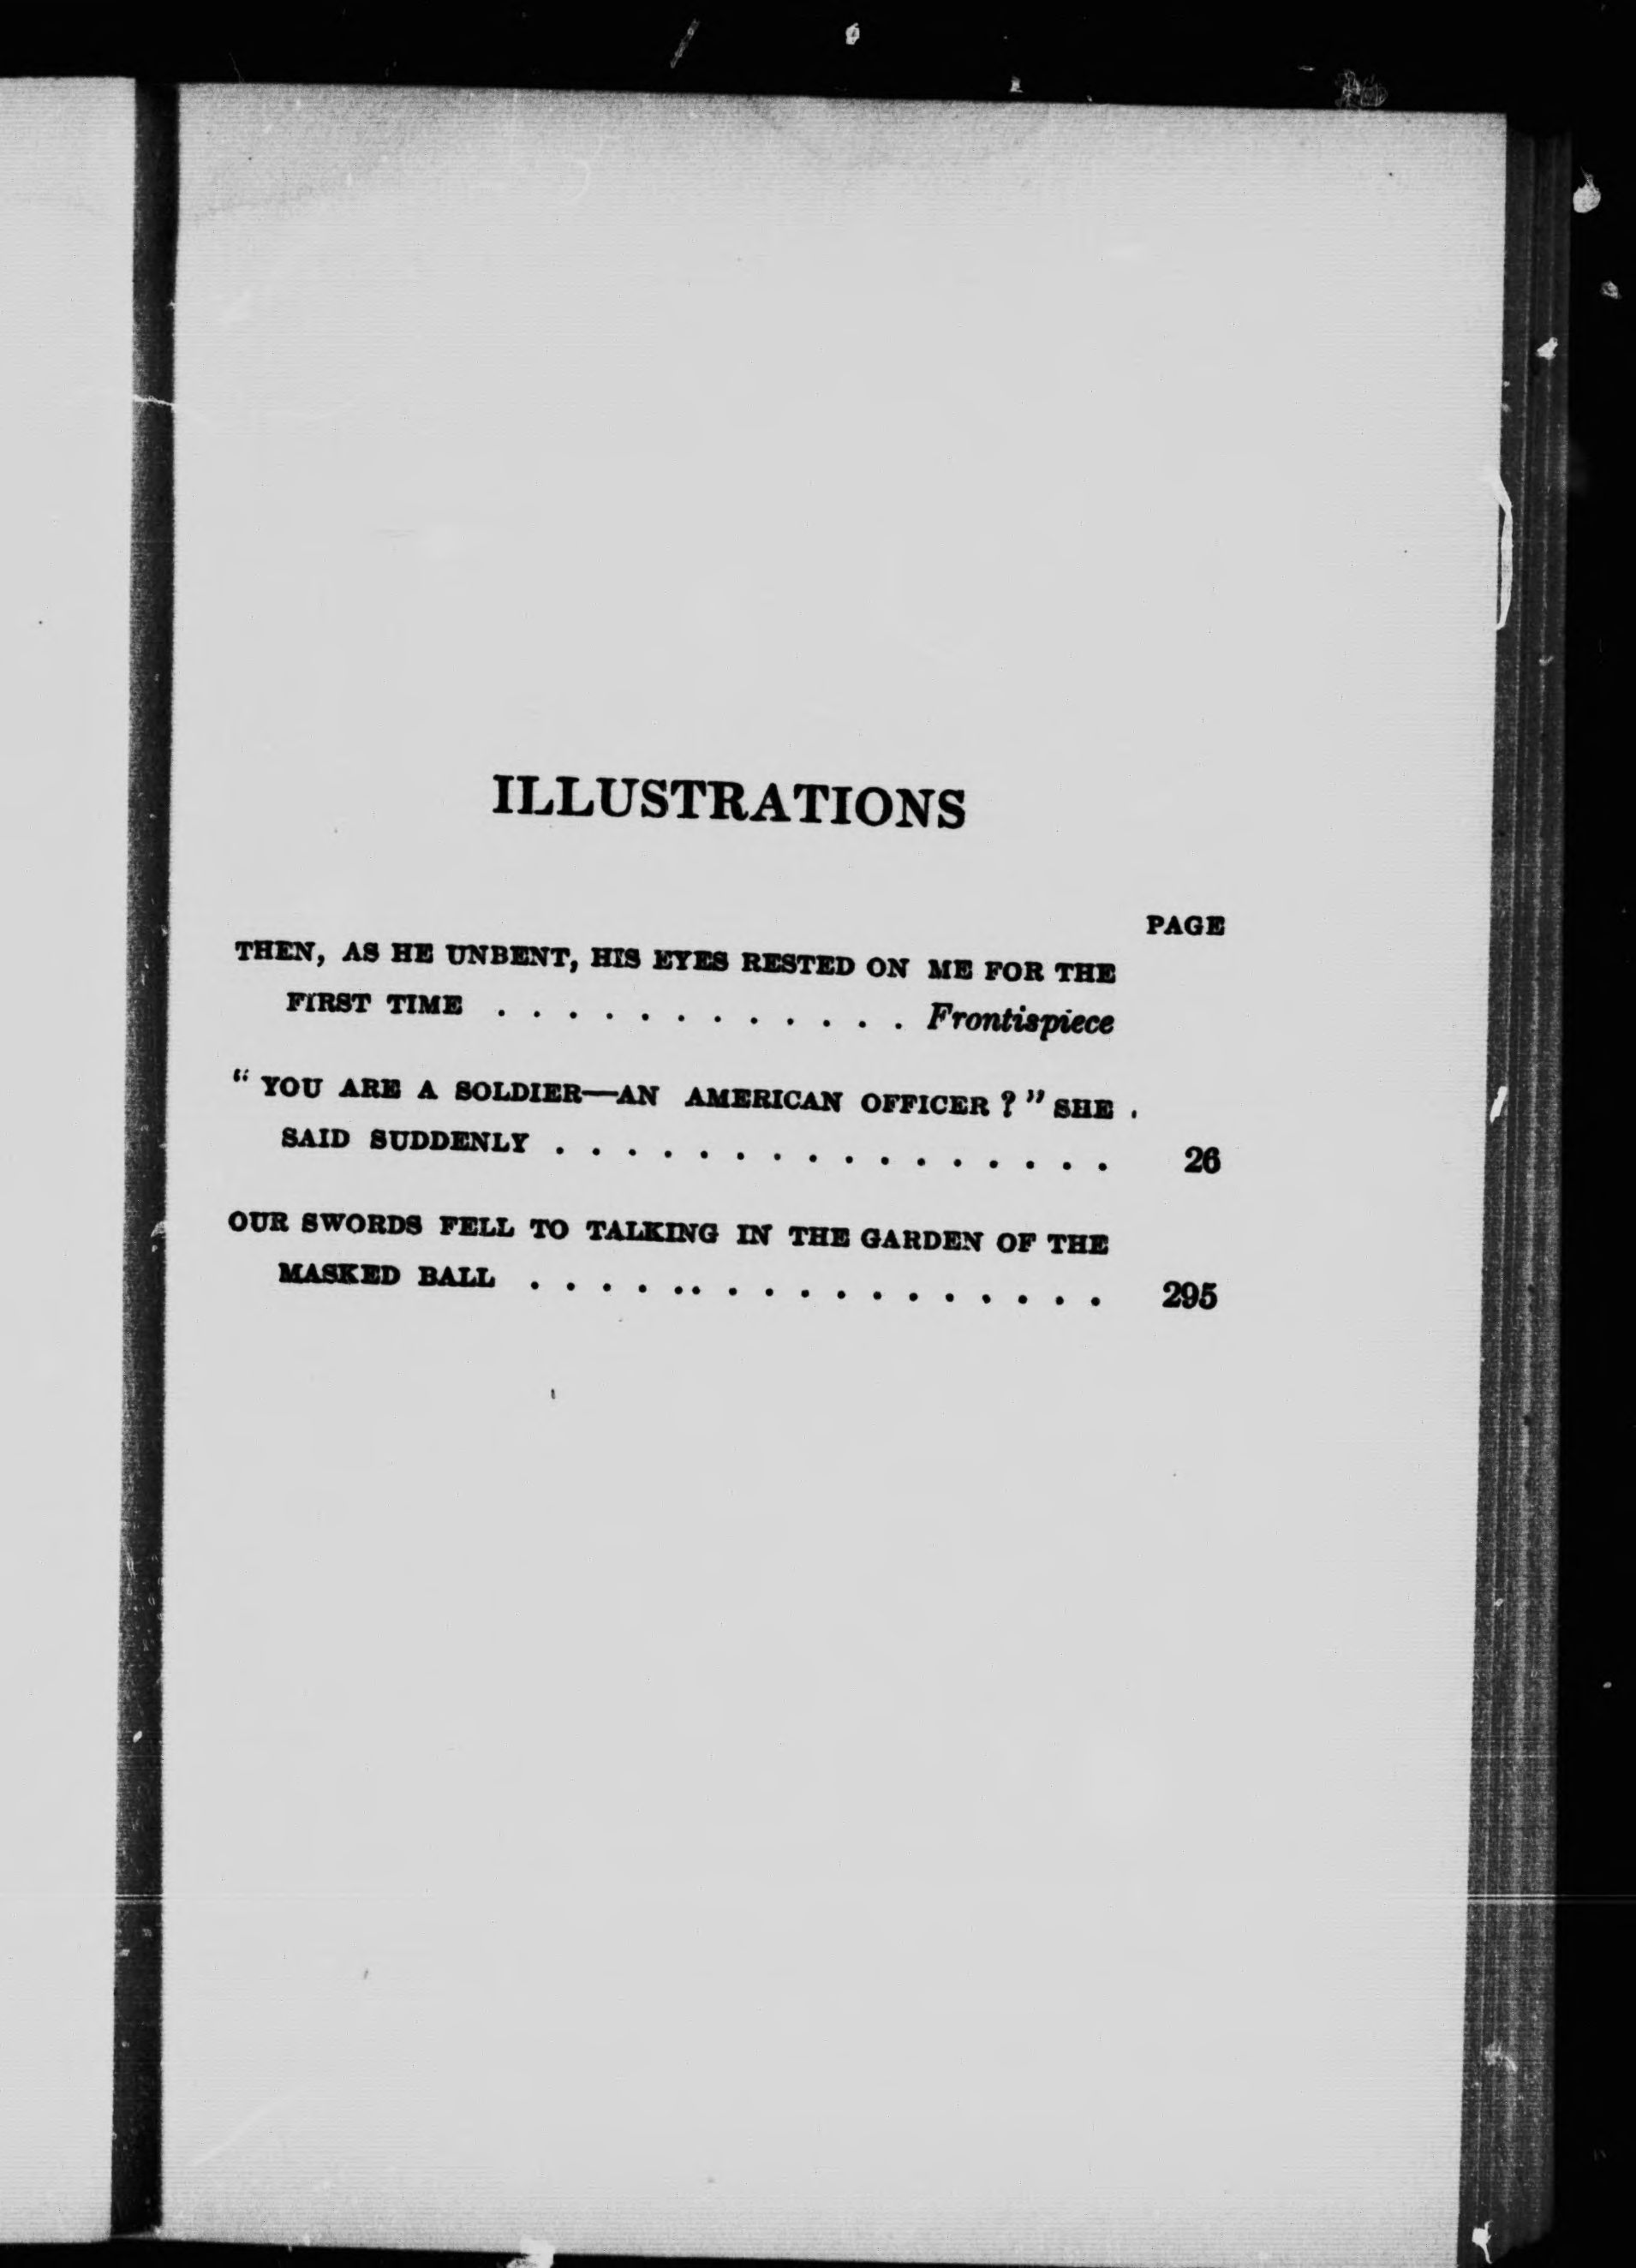 ILLUSTRATIONS
PAGE
THEN, AS HE UNBENT, HIS EYES RESTED ON ME FOR THE
FIRST TIME . . . . . . . . . . . . Frontispiece
“ YOU ARE A SOLDIER—AN AMERICAN OFFICER ? ” SHE
SAID SUDDENLY . . . . . . . . . . . . . . . . 26
OUR SWORDS FELL TO TALKING IN THE GARDEN OF THE
MASKED BALL . . . . . . . . . . . . . . . . . 295